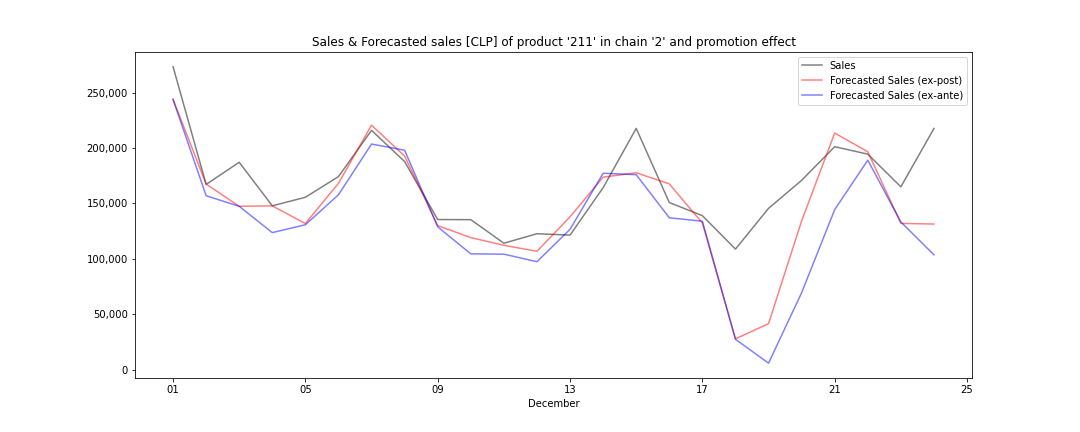 Sales & Forecasted sales [CLP] of product '211' in chain '2' and promotion effect
Sales
Forecasted Sales (ex-post)
Forecasted Sales (ex-ante)
250,000
200,000
150,000
100,000
50,000
0
01 05 09 13 17 21 25
December